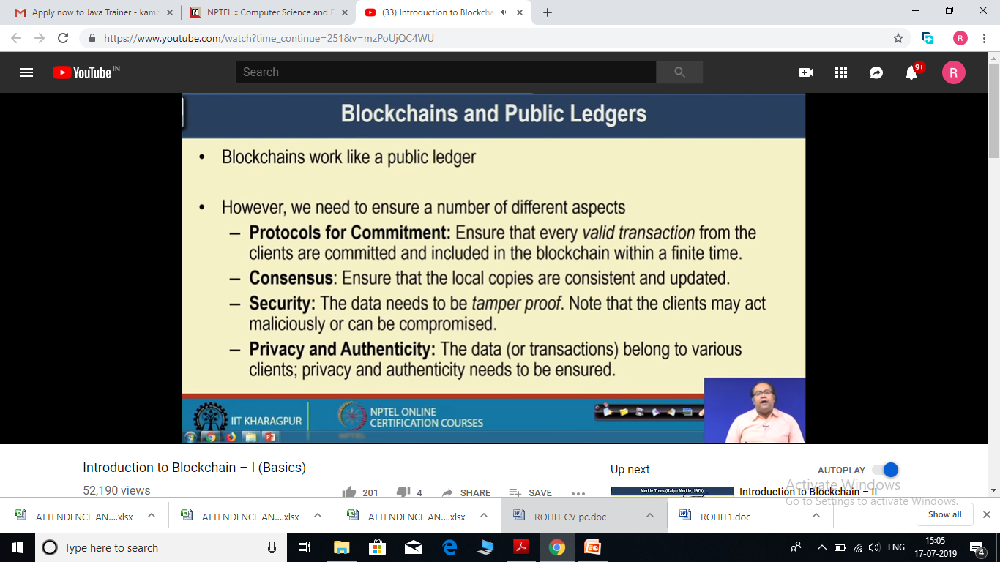 Apply now to Java Trainer - kamb
NPTEL :: Computer Science and E
(33) Introduction to Blockcha
https://www.youtube.com/watch?time_continue=251&v=mzPoUjQC4WU
R
YouTube IN
Search
9+
R
Blockchains and Public Ledgers
• Blockchains work like a public ledger
• However, we need to ensure a number of different aspects
– Protocols for Commitment: Ensure that every valid transaction from the
clients are committed and included in the blockchain within a finite time.
– Consensus: Ensure that the local copies are consistent and updated.
– Security: The data needs to be tamper proof. Note that the clients may act
maliciously or can be compromised.
– Privacy and Authenticity: The data (or transactions) belong to various
clients; privacy and authenticity needs to be ensured.
IIT KHARAGPUR
NPTEL ONLINE
CERTIFICATION COURSES
NPTEL
Introduction to Blockchain – I (Basics)
52,190 views
201
4
SHARE
SAVE
Up next
AUTOPLAY
Merkle Trees (Ralph Merkle, 1979)
Introduction to Blockchain – II
Activate Windows
Go to Settings to activate Windows.
ATTENDENCE AN....xlsx
ATTENDENCE AN....xlsx
ATTENDENCE AN....xlsx
ROHIT CV pc.doc
ROHIT1.doc
Show all
Type here to search
ENG
15:05
17-07-2019
4